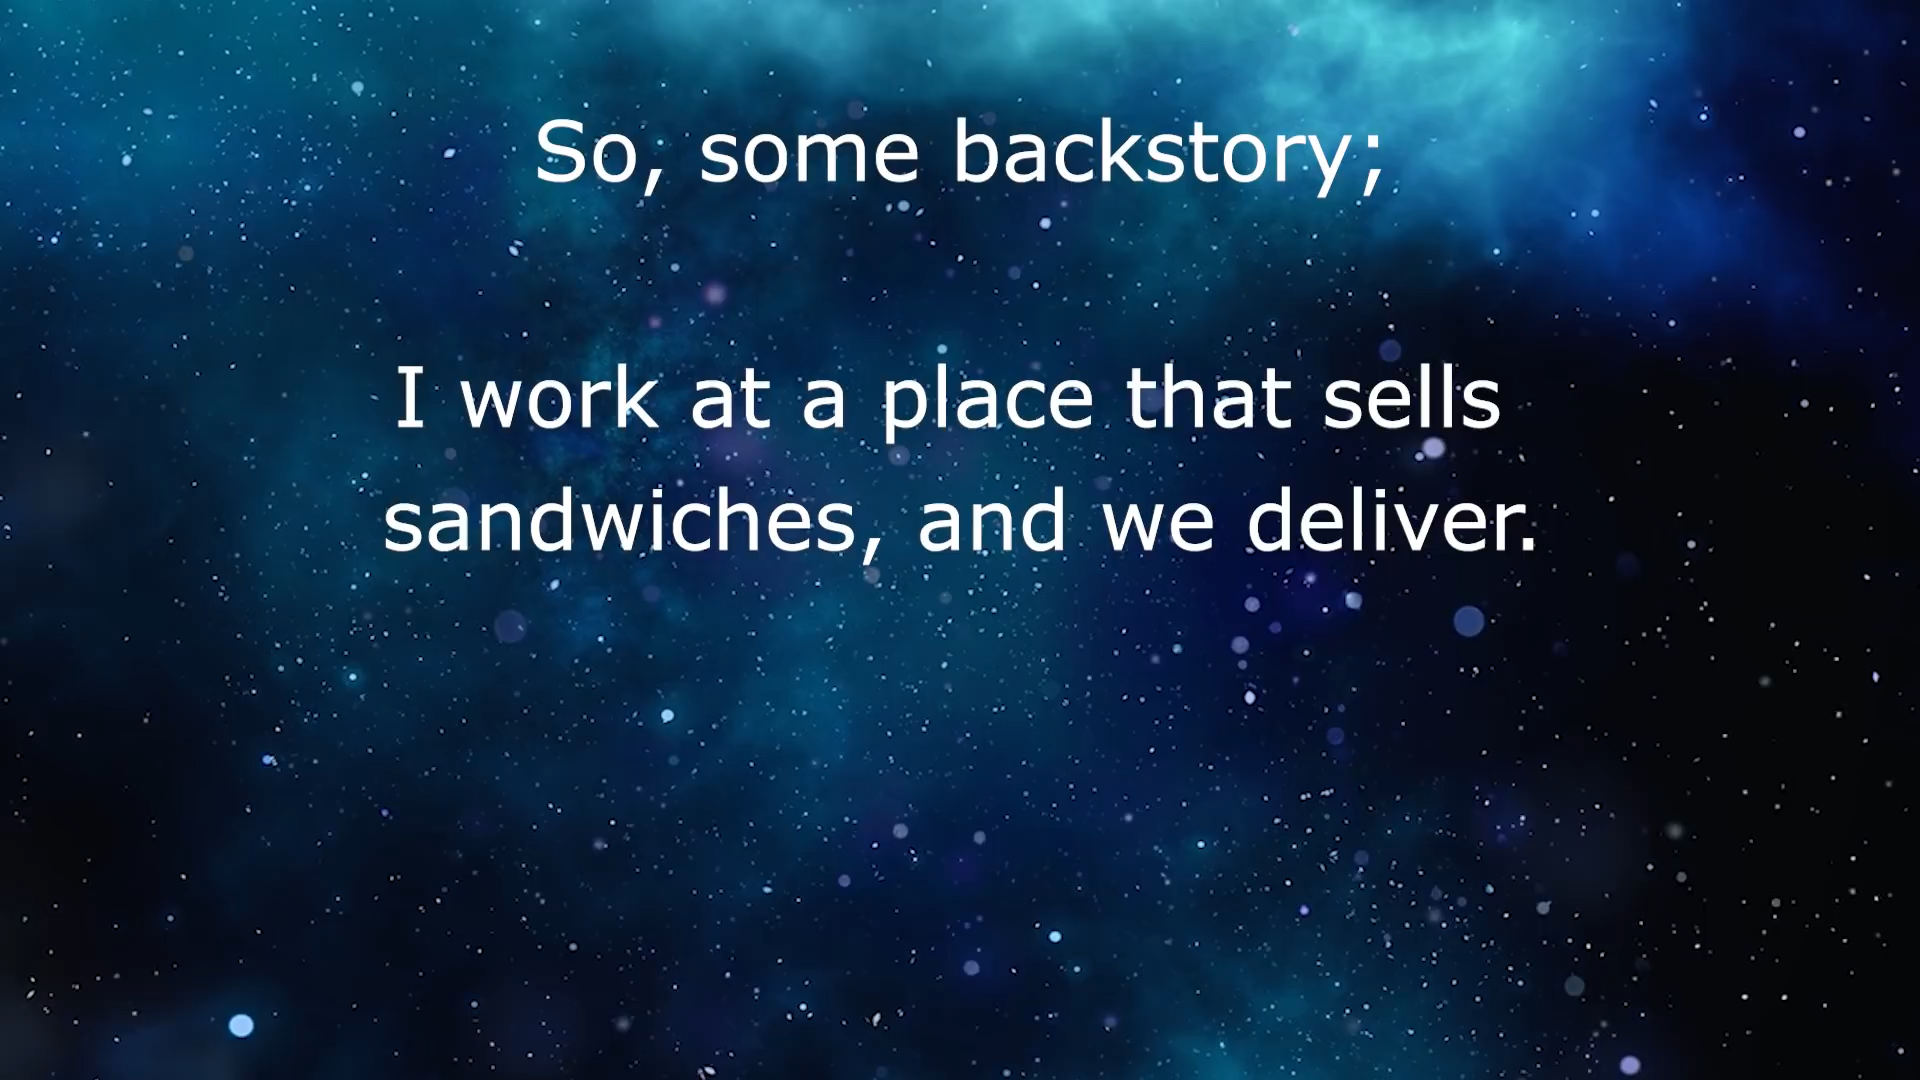 So, some backstory;
I work at a place that sells
sandwiches, and we deliver.